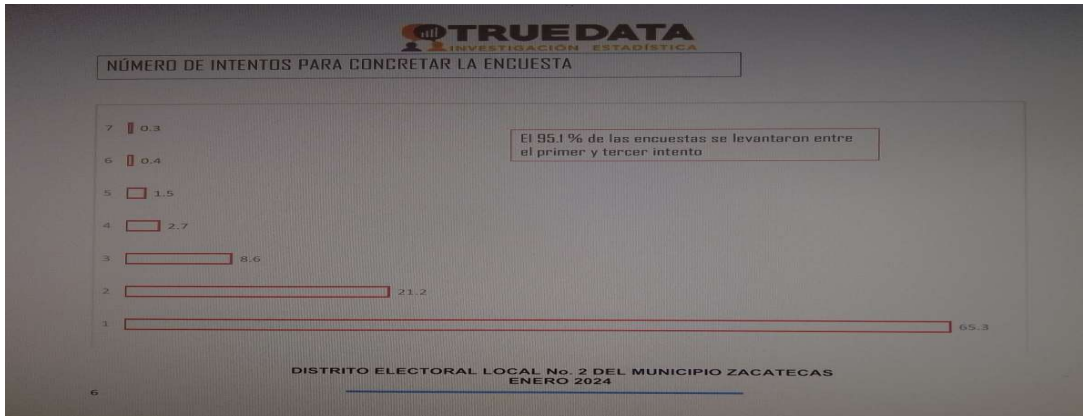 TRUEDATA
INVESTIGACIÓN ESTADÍSTICA
NÚMERO DE INTENTOS PARA CONCRETAR LA ENCUESTA
El 95.1 % de las encuestas se levantaron entre
el primer y tercer intento
7 0.3
6 0.4
5 1.5
4 2.7
3 8.6
2 21.2
1 65.3
DISTRITO ELECTORAL LOCAL No. 2 DEL MUNICIPIO ZACATECAS
ENERO 2024
6